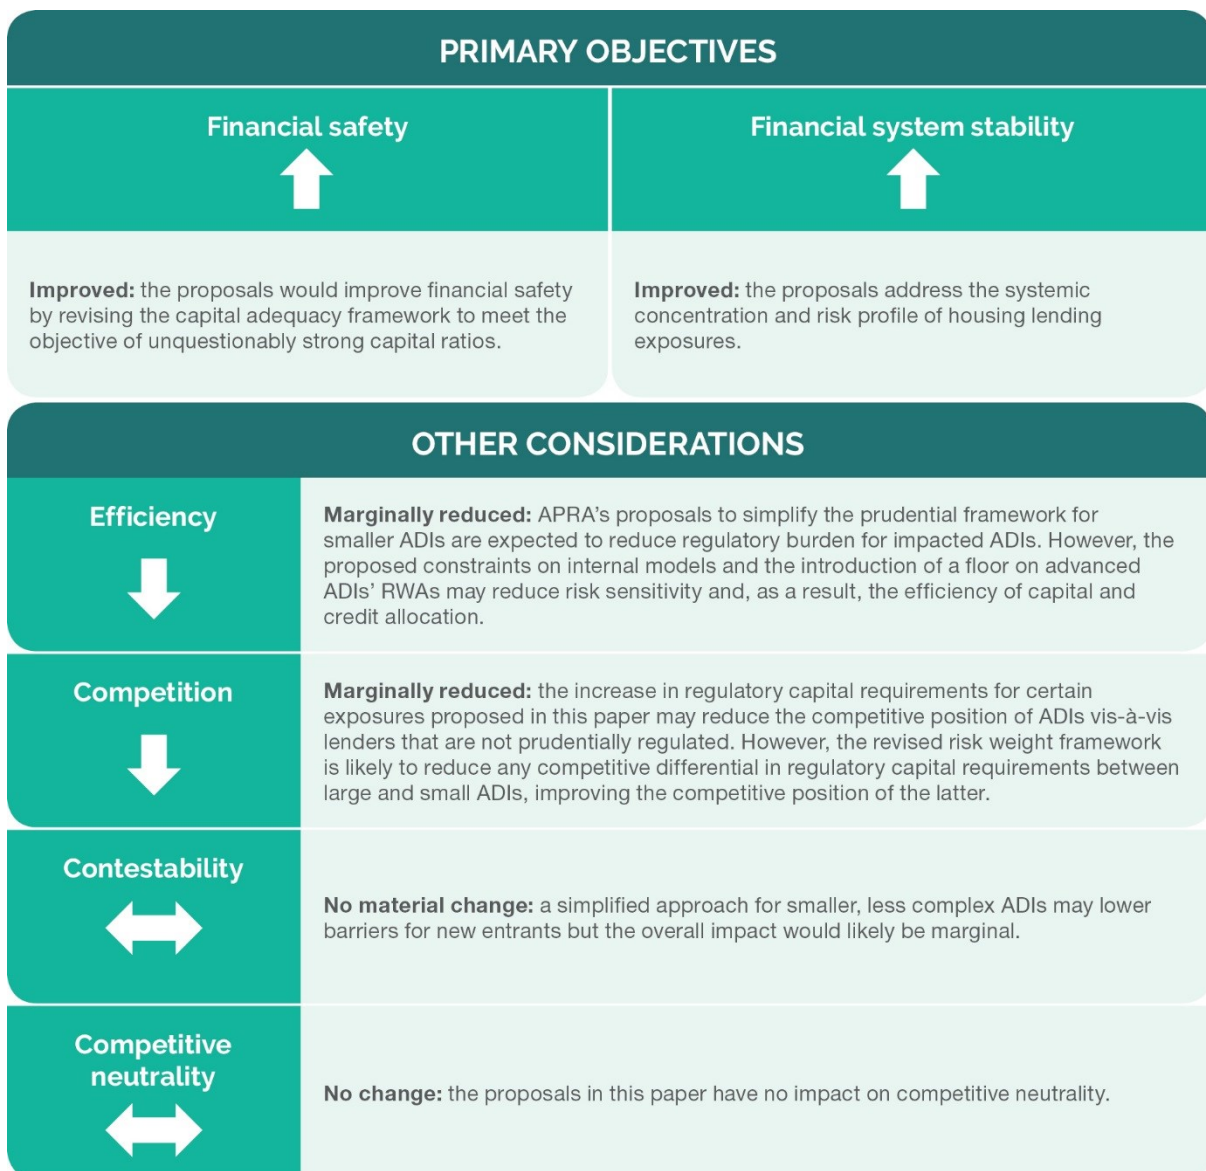 PRIMARY OBJECTIVES
Financial safety
Financial system stability
Improved: the proposals would improve financial safety
by revising the capital adequacy framework to meet the
objective of unquestionably strong capital ratios.
Improved: the proposals address the systemic
concentration and risk profile of housing lending
exposures.
OTHER CONSIDERATIONS
Efficiency
Marginally reduced: APRA's proposals to simplify the prudential framework for
smaller ADIs are expected to reduce regulatory burden for impacted ADIs. However, the
proposed constraints on internal models and the introduction of a floor on advanced
ADIs' RWAs may reduce risk sensitivity and, as a result, the efficiency of capital and
credit allocation.
Competition
Marginally reduced: the increase in regulatory capital requirements for certain
exposures proposed in this paper may reduce the competitive position of ADIs vis-à-vis
lenders that are not prudentially regulated. However, the revised risk weight framework
is likely to reduce any competitive differential in regulatory capital requirements between
large and small ADIs, improving the competitive position of the latter.
Contestability
No material change: a simplified approach for smaller, less complex ADIs may lower
barriers for new entrants but the overall impact would likely be marginal.
Competitive
neutrality
No change: the proposals in this paper have no impact on competitive neutrality.